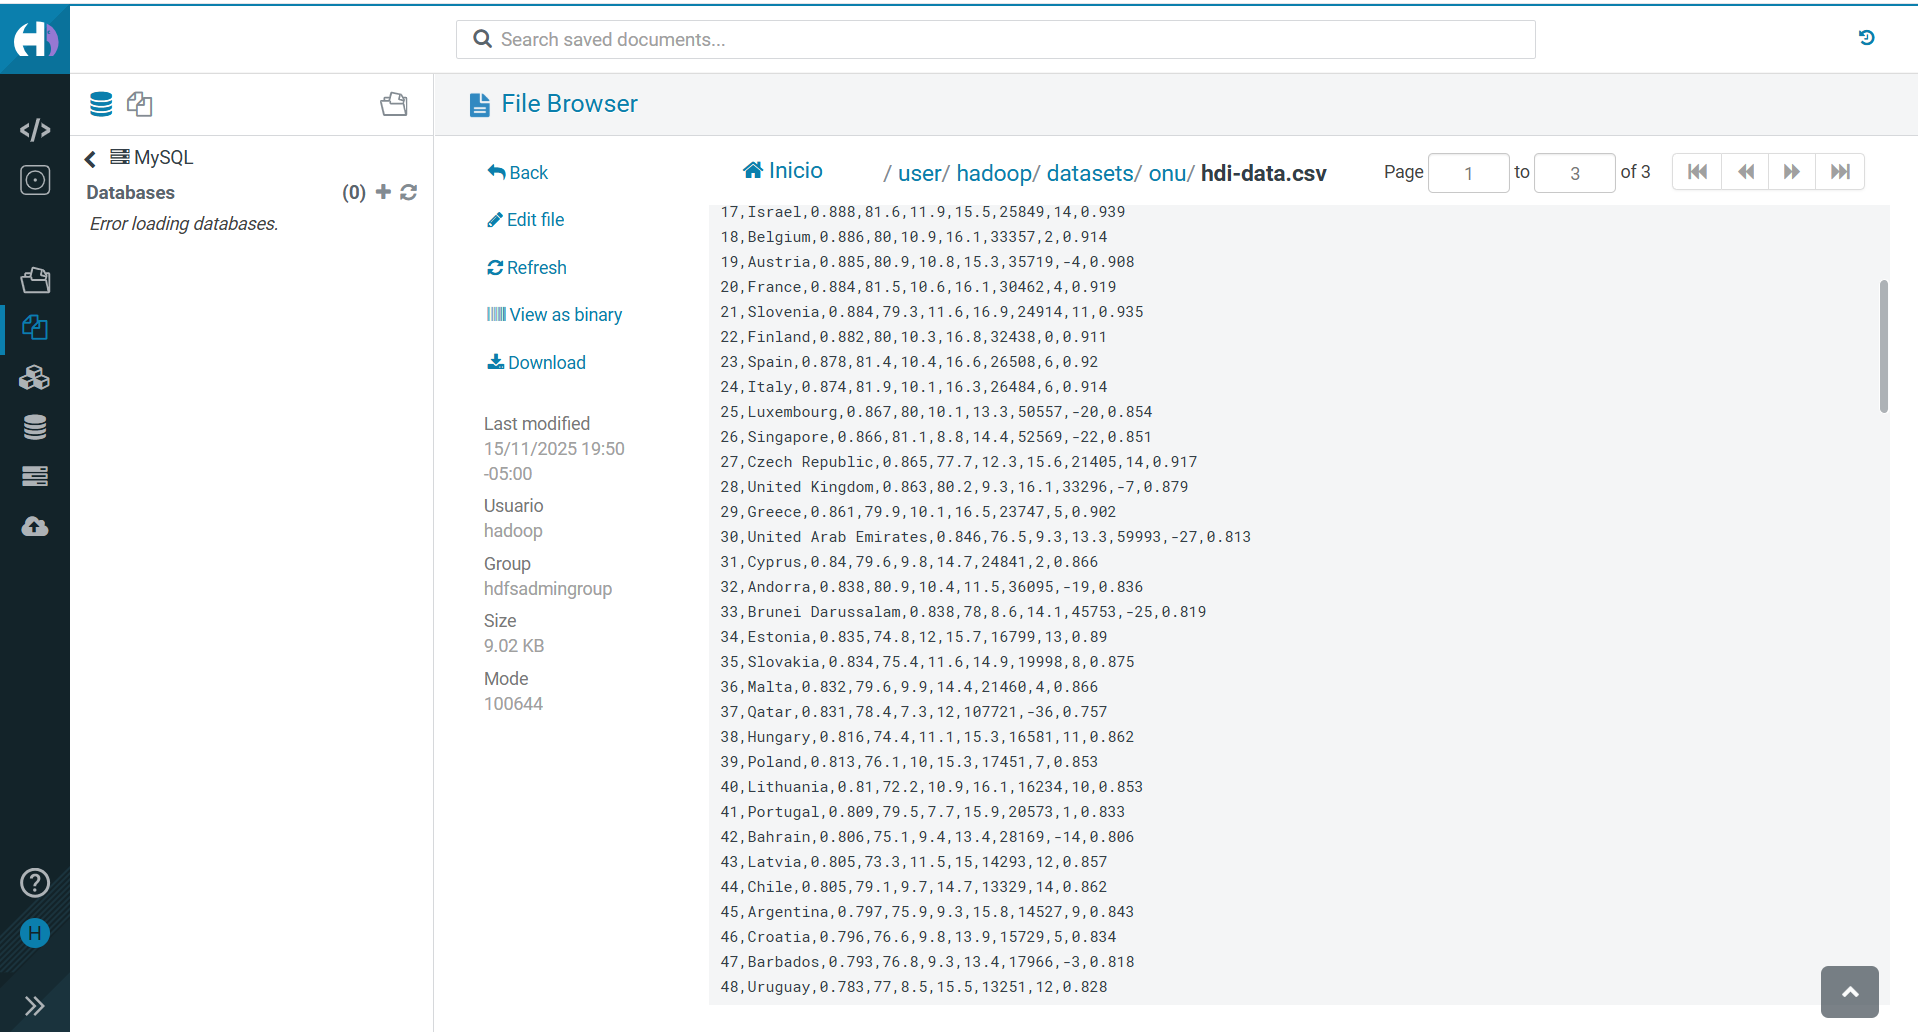 Search saved documents...
File Browser
MySQL
Databases (0)
Error loading databases.
Back
Edit file
Refresh
View as binary
Download
Last modified
15/11/2025 19:50
-05:00
Usuario
hadoop
Group
hdfsadmingroup
Size
9.02 KB
Mode
100644
Inicio / user/ hadoop/ datasets/ onu/ hdi-data.csv
Page 1 to 3 of 3
17,Israel,0.888,81.6,11.9,15.5,25849,14,0.939
18,Belgium,0.886,80,10.9,16.1,33357,2,0.914
19,Austria,0.885,80.9,10.8,15.3,35719,-4,0.908
20,France,0.884,81.5,10.6,16.1,30462,4,0.919
21,Slovenia,0.884,79.3,11.6,16.9,24914,11,0.935
22,Finland,0.882,80,10.3,16.8,32438,0,0.911
23,Spain,0.878,81.4,10.4,16.6,26508,6,0.92
24,Italy,0.874,81.9,10.1,16.3,26484,6,0.914
25,Luxembourg,0.867,80,10.1,13.3,50557,-20,0.854
26,Singapore,0.866,81.1,8.8,14.4,52569,-22,0.851
27,Czech Republic,0.865,77.7,12.3,15.6,21405,14,0.917
28,United Kingdom,0.863,80.2,9.3,16.1,33296,-7,0.879
29,Greece,0.861,79.9,10.1,16.5,23747,5,0.902
30,United Arab Emirates,0.846,76.5,9.3,13.3,59993,-27,0.813
31,Cyprus,0.84,79.6,9.8,14.7,24841,2,0.866
32,Andorra,0.838,80.9,10.4,11.5,36095,-19,0.836
33,Brunei Darussalam,0.838,78,8.6,14.1,45753,-25,0.819
34,Estonia,0.835,74.8,12,15.7,16799,13,0.89
35,Slovakia,0.834,75.4,11.6,14.9,19998,8,0.875
36,Malta,0.832,79.6,9.9,14.4,21460,4,0.866
37,Qatar,0.831,78.4,7.3,12,107721,-36,0.757
38,Hungary,0.816,74.4,11.1,15.3,16581,11,0.862
39,Poland,0.813,76.1,10,15.3,17451,7,0.853
40,Lithuania,0.81,72.2,10.9,16.1,16234,10,0.853
41,Portugal,0.809,79.5,7.7,15.9,20573,1,0.833
42,Bahrain,0.806,75.1,9.4,13.4,28169,-14,0.806
43,Latvia,0.805,73.3,11.5,15,14293,12,0.857
44,Chile,0.805,79.1,9.7,14.7,13329,14,0.862
45,Argentina,0.797,75.9,9.3,15.8,14527,9,0.843
46,Croatia,0.796,76.6,9.8,13.9,15729,5,0.834
47,Barbados,0.793,76.8,9.3,13.4,17966,-3,0.818
48,Uruguay,0.783,77,8.5,15.5,13251,12,0.828
H